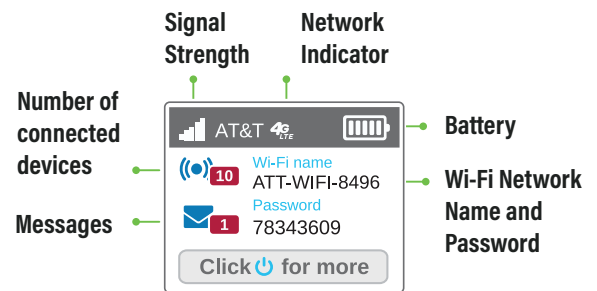 Signal
Strength
Network
Indicator
Number of
connected
devices
Messages
AT&T 4G LTE
10
Wi-Fi name
ATT-WIFI-8496
1
Password
78343609
Click for more
Battery
Wi-Fi Network
Name and
Password